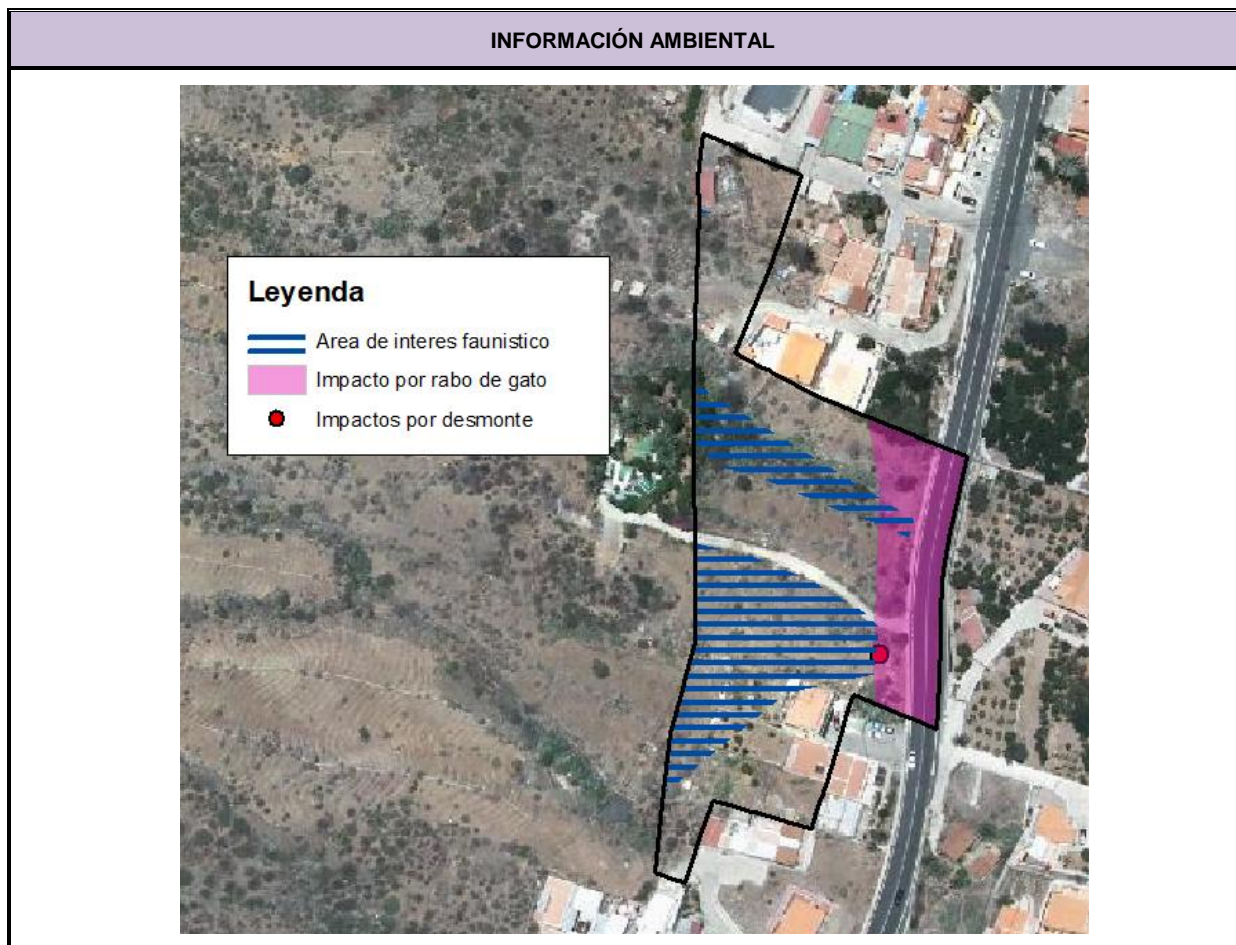 INFORMACIÓN AMBIENTAL
Leyenda
Area de interes faunistico
Impacto por rabo de gato
Impactos por desmonte